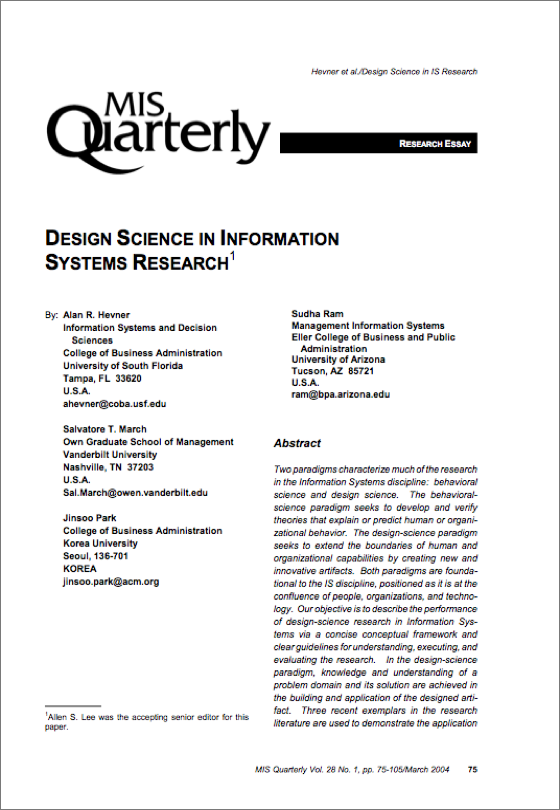 Hevner et al./Design Science in IS Research
MIS
Quarterly
RESEARCH ESSAY
DESIGN SCIENCE IN INFORMATION
SYSTEMS RESEARCH1
By: Alan R. Hevner
Information Systems and Decision
Sciences
College of Business Administration
University of South Florida
Tampa, FL 33620
U.S.A.
ahevner@coba.usf.edu
Salvatore T. March
Own Graduate School of Management
Vanderbilt University
Nashville, TN 37203
U.S.A.
Sal.March@owen.vanderbilt.edu
Jinsoo Park
College of Business Administration
Korea University
Seoul, 136-701
KOREA
jinsoo.park@acm.org
1Allen S. Lee was the accepting senior editor for this
paper.
Sudha Ram
Management Information Systems
Eller College of Business and Public
Administration
University of Arizona
Tucson, AZ 85721
U.S.A.
ram@bpa.arizona.edu
Abstract
Two paradigms characterize much of the research
in the Information Systems discipline: behavioral
science and design science. The behavioral-
science paradigm seeks to develop and verify
theories that explain or predict human or organi-
zational behavior. The design-science paradigm
seeks to extend the boundaries of human and
organizational capabilities by creating new and
innovative artifacts. Both paradigms are founda-
tional to the IS discipline, positioned as it is at the
confluence of people, organizations, and techno-
logy. Our objective is to describe the performance
of design-science research in Information Sys-
tems via a concise conceptual framework and
clear guidelines for understanding, executing, and
evaluating the research. In the design-science
paradigm, knowledge and understanding of a
problem domain and its solution are achieved in
the building and application of the designed arti-
fact. Three recent exemplars in the research
literature are used to demonstrate the application
MIS Quarterly Vol. 28 No. 1, pp. 75-105/March 2004 75